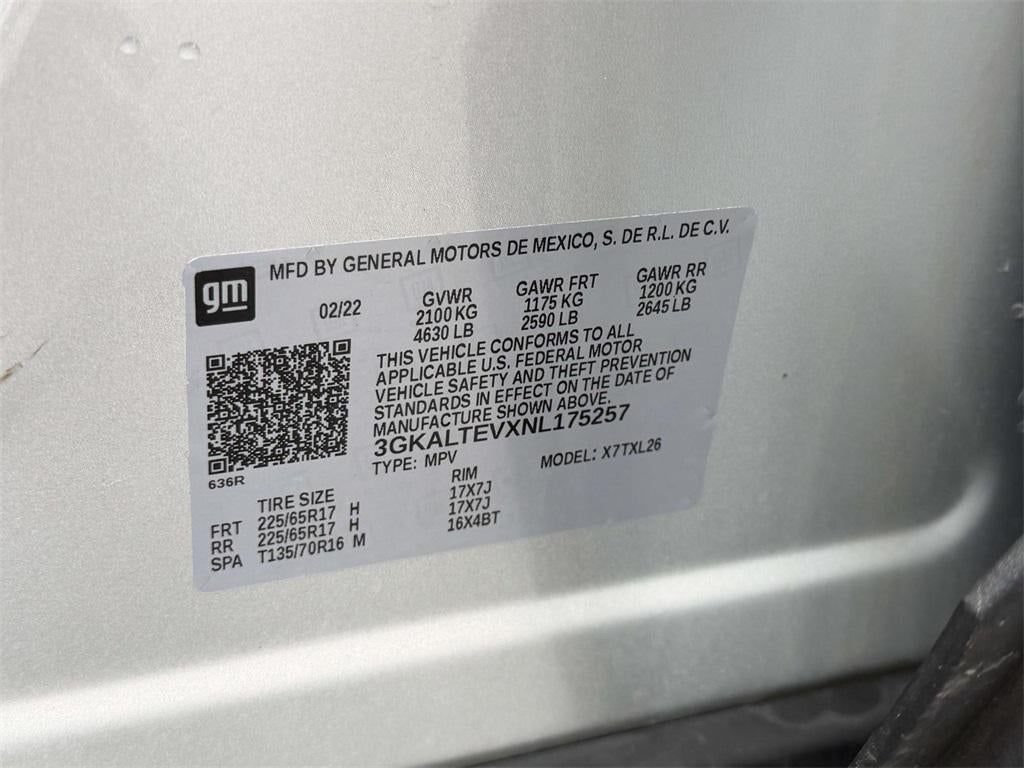 gm
MFD BY GENERAL MOTORS DE MEXICO, S. DE R.L. DE C.V.
02/22 GVWR GAWR FRT GAWR RR
2100 KG 1175 KG 1200 KG
4630 LB 2590 LB 2645 LB
THIS VEHICLE CONFORMS TO ALL
APPLICABLE U.S. FEDERAL MOTOR
VEHICLE SAFETY AND THEFT PREVENTION
STANDARDS IN EFFECT ON THE DATE OF
MANUFACTURE SHOWN ABOVE.
3GKALTEVXNL175257
TYPE: MPV MODEL: X7TXL26
636R
TIRE SIZE RIM
FRT 225/65R17 H 17X7J
RR 225/65R17 H 17X7J
SPA T135/70R16 M 16X4BT